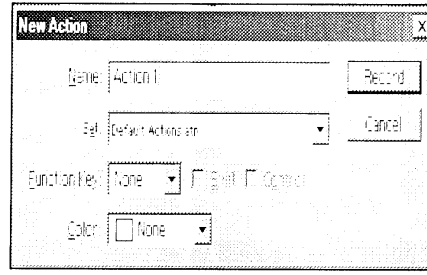 New Action X
Name: Action 1 Record
Set: Default Actions.atn Cancel
Function Key: None Shift Control
Color: None